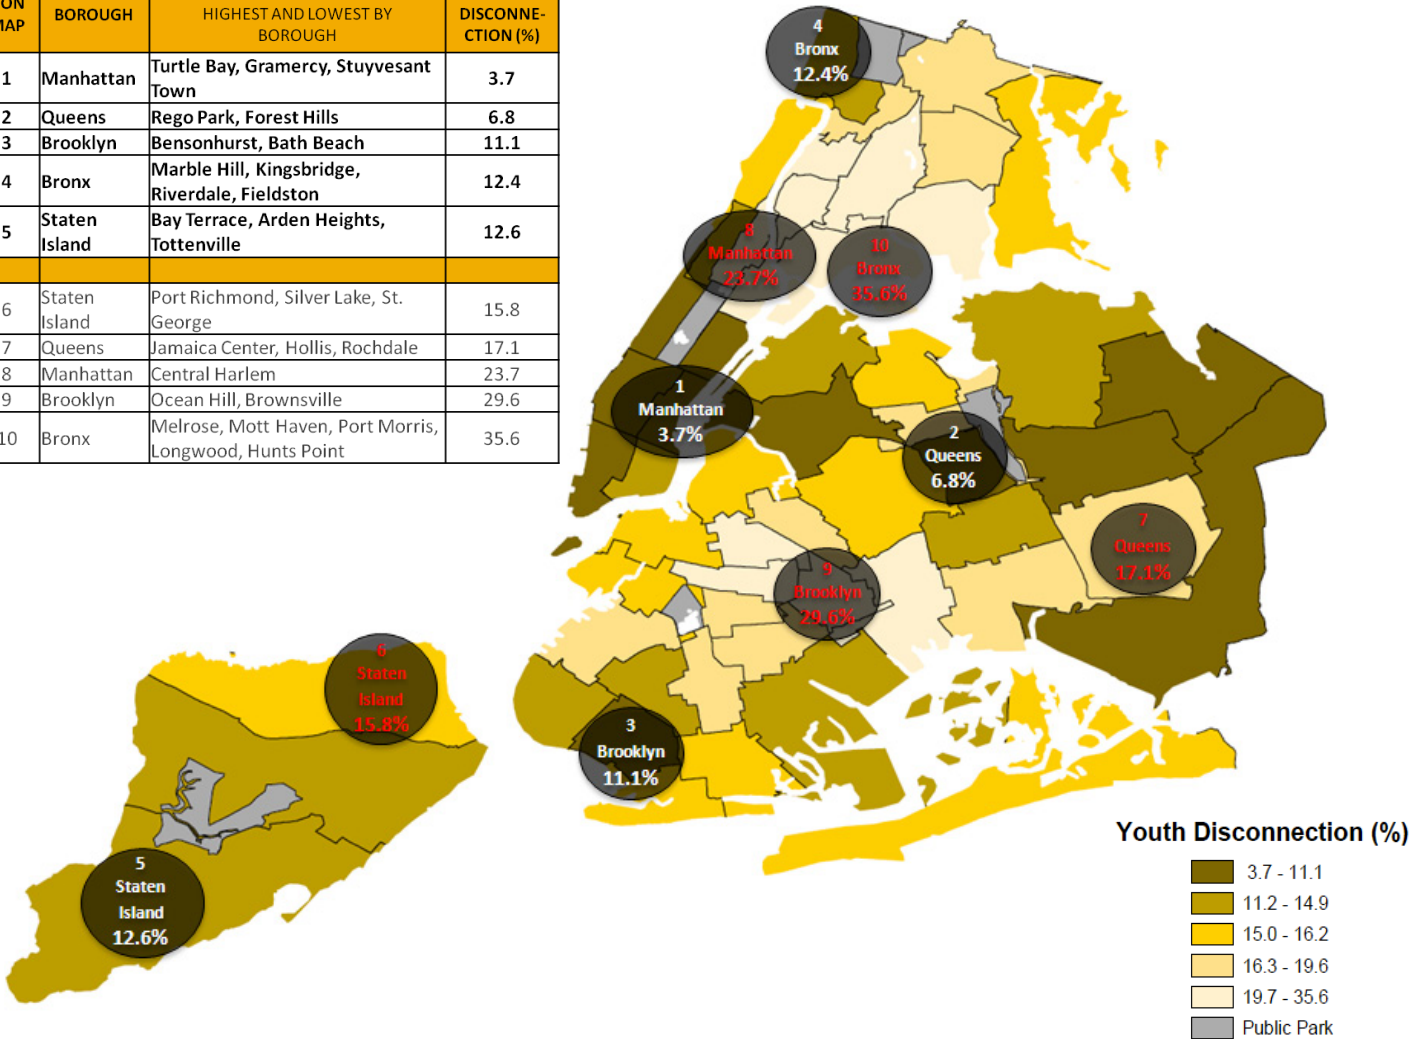 ON BOROUGH HIGHEST AND LOWEST BY DISCONNE-
MAP BOROUGH CTION (%)
1 Manhattan Turtle Bay, Gramercy, Stuyvesant 3.7
Town
2 Queens Rego Park, Forest Hills 6.8
3 Brooklyn Bensonhurst, Bath Beach 11.1
4 Bronx Marble Hill, Kingsbridge, 12.4
Riverdale, Fieldston
5 Staten Bay Terrace, Arden Heights, 12.6
Island Tottenville
6 Staten Port Richmond, Silver Lake, St. 15.8
Island George
7 Queens Jamaica Center, Hollis, Rochdale 17.1
8 Manhattan Central Harlem 23.7
9 Brooklyn Ocean Hill, Brownsville 29.6
10 Bronx Melrose, Mott Haven, Port Morris, 35.6
Longwood, Hunts Point
4
Bronx
12.4%
8
Manhattan
23.7%
10
Bronx
35.6%
1
Manhattan
3.7%
2
Queens
6.8%
7
Queens
17.1%
9
Brooklyn
29.6%
6
Staten
Island
15.8%
3
Brooklyn
11.1%
5
Staten
Island
12.6%
Youth Disconnection (%)
3.7 - 11.1
11.2 - 14.9
15.0 - 16.2
16.3 - 19.6
19.7 - 35.6
Public Park